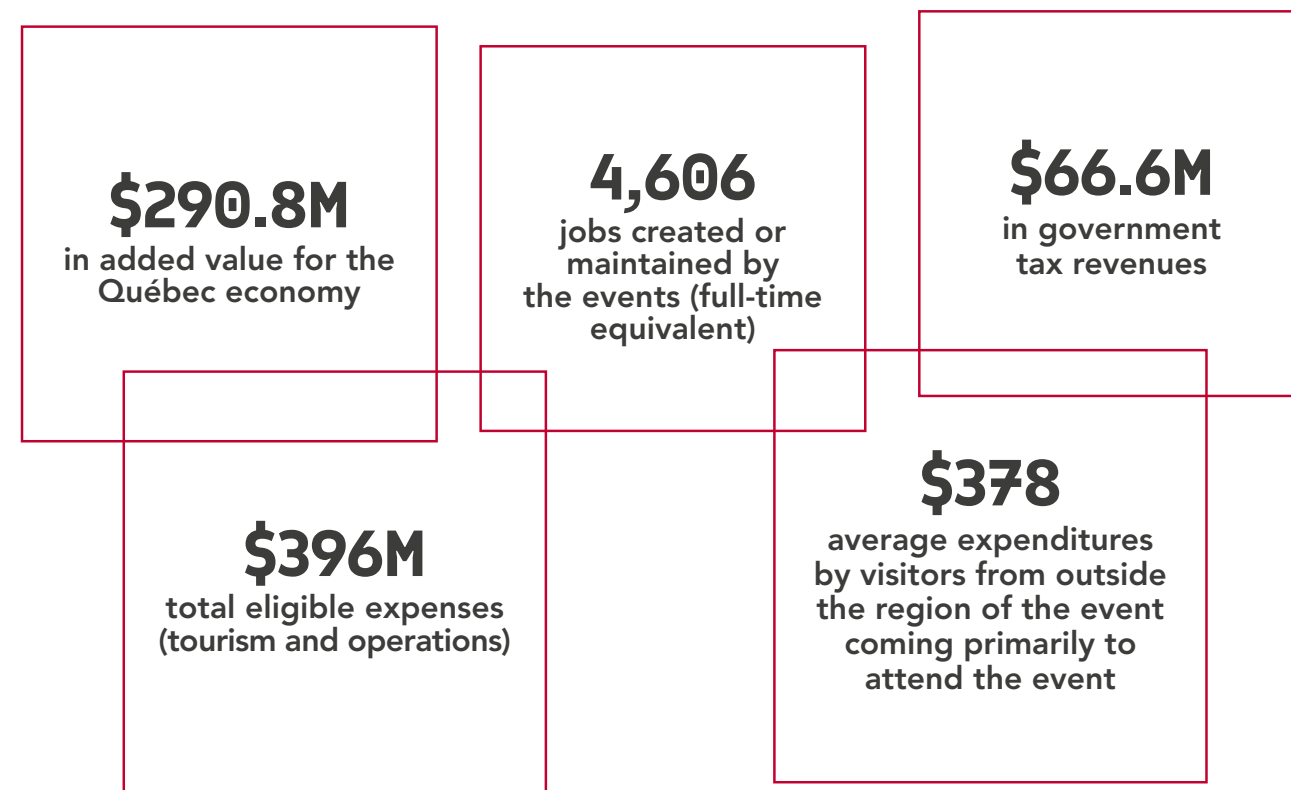 $290.8M
in added value for the
Québec economy
4,606
jobs created or
maintained by
the events (full-time
equivalent)
$66.6M
in government
tax revenues
$396M
total eligible expenses
(tourism and operations)
$378
average expenditures
by visitors from outside
the region of the event
coming primarily to
attend the event